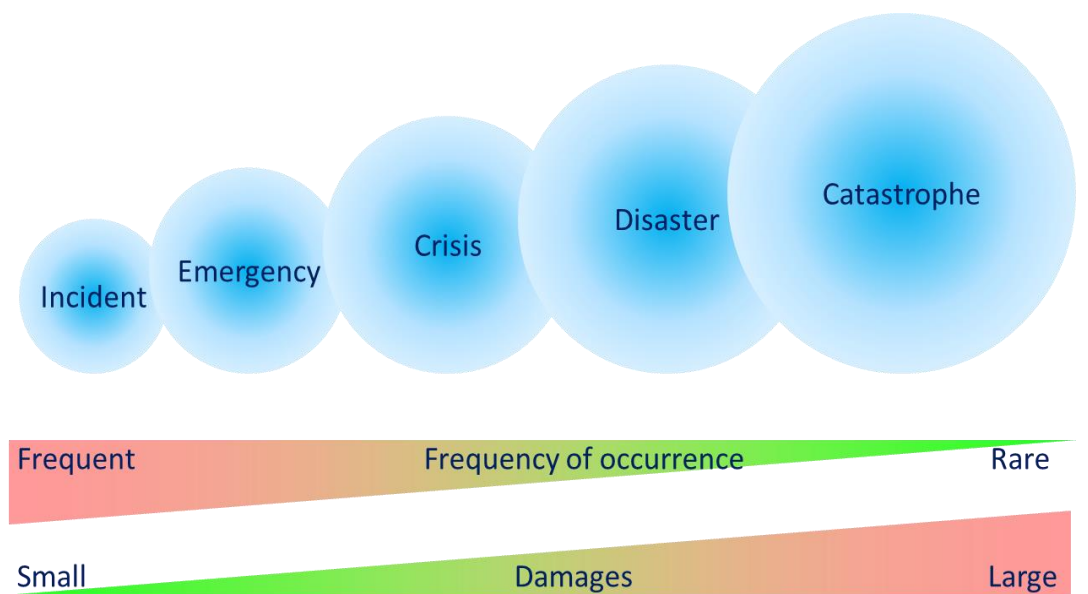 Incident
Emergency
Crisis
Disaster
Catastrophe
Frequent Frequency of occurrence Rare
Small Damages Large